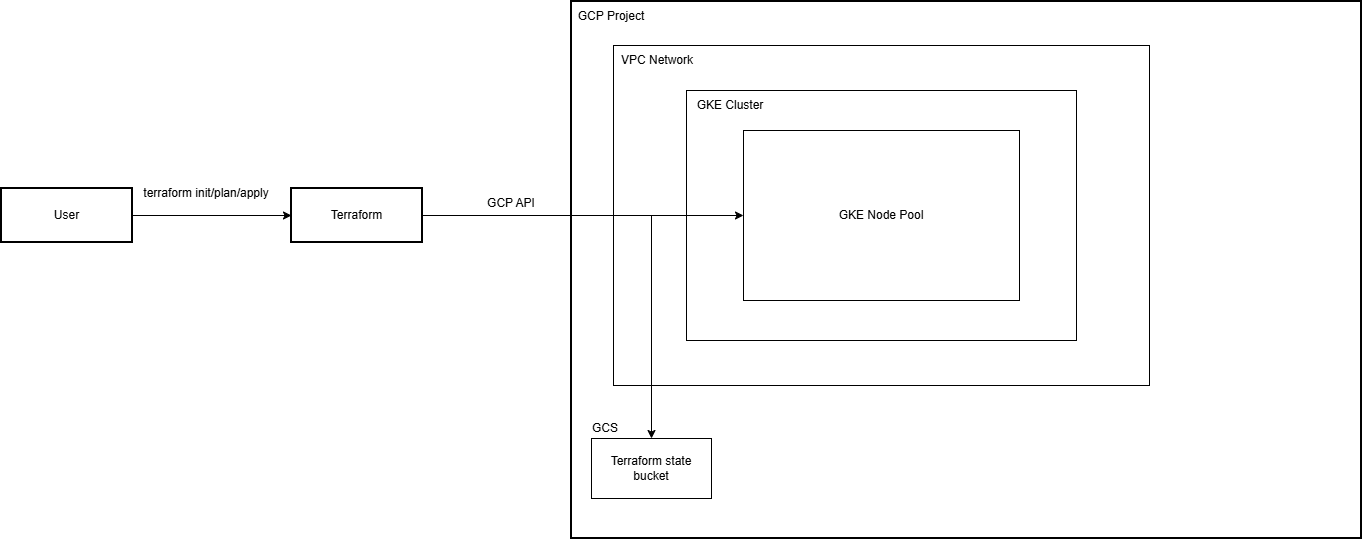 GCP Project
VPC Network
GKE Cluster
terraform init/plan/apply
GCP API
User
Terraform
GKE Node Pool
GCS
Terraform state
bucket